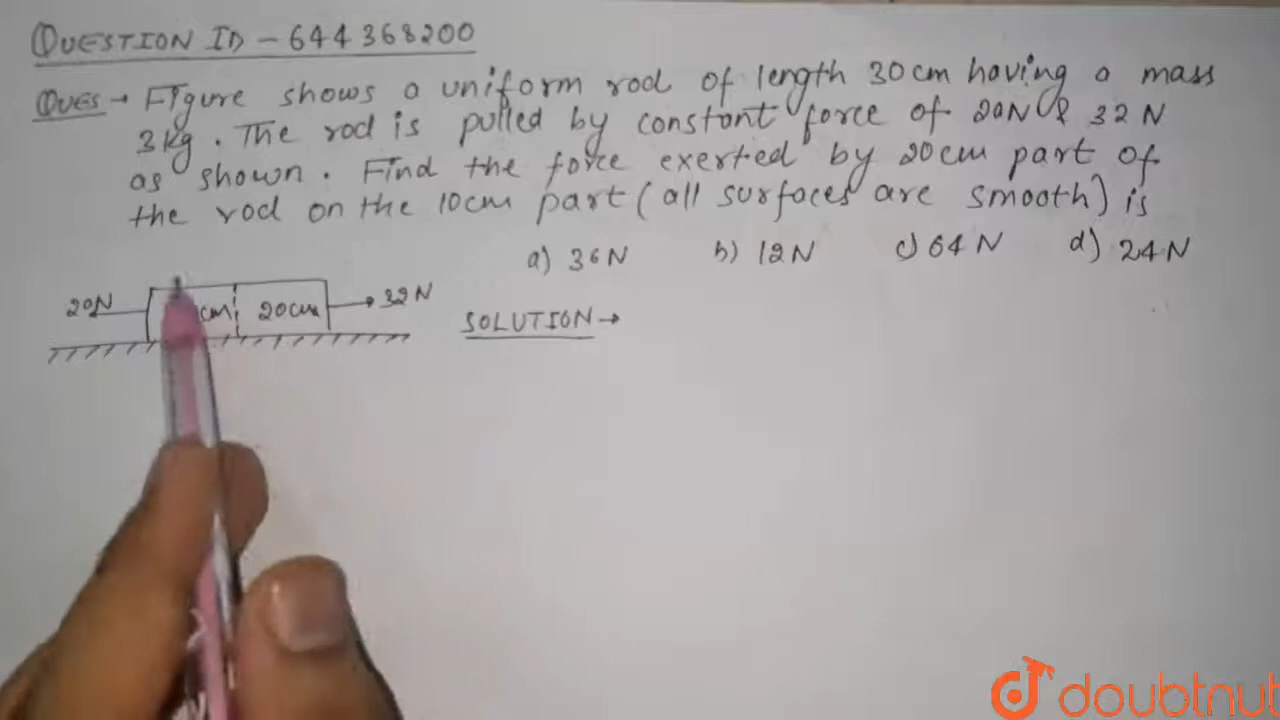 QUESTION ID - 644368200
QUES → Figure shows a uniform rod of length 30cm having a mass
3kg. The rod is pulled by constant force of 20N & 32 N
as shown. Find the force exerted by 20cm part of
the rod on the 10cm part (all surfaces are smooth) is
a) 36N b) 12N c) 64N d) 24N
20N cm 20cm 32N
SOLUTION →
doubtnut